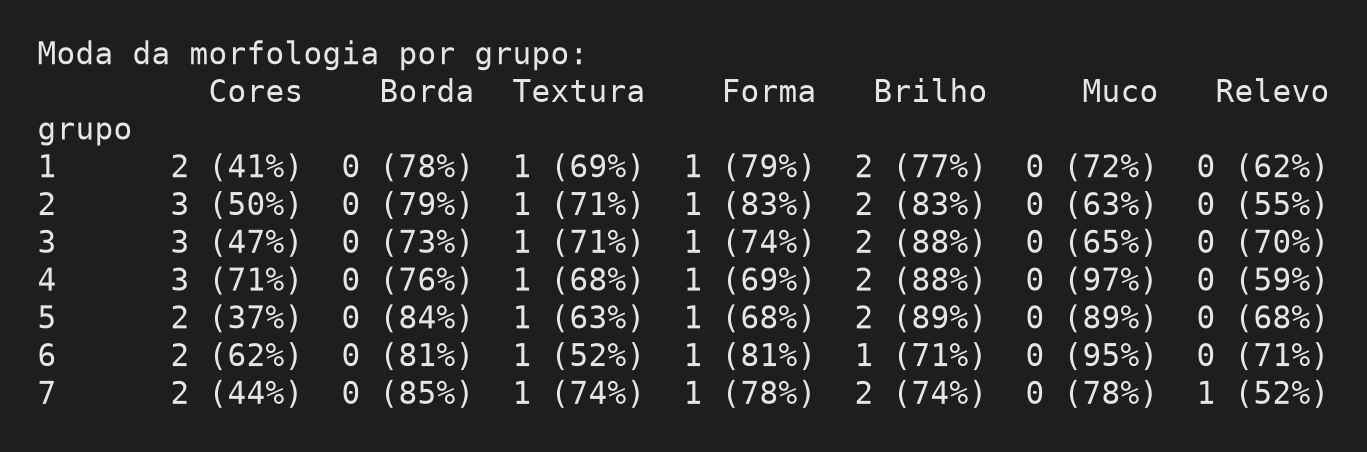 Moda da morfologia por grupo:
         Cores    Borda  Textura    Forma   Brilho     Muco   Relevo
grupo
1      2 (41%)  0 (78%)  1 (69%)  1 (79%)  2 (77%)  0 (72%)  0 (62%)
2      3 (50%)  0 (79%)  1 (71%)  1 (83%)  2 (83%)  0 (63%)  0 (55%)
3      3 (47%)  0 (73%)  1 (71%)  1 (74%)  2 (88%)  0 (65%)  0 (70%)
4      3 (71%)  0 (76%)  1 (68%)  1 (69%)  2 (88%)  0 (97%)  0 (59%)
5      2 (37%)  0 (84%)  1 (63%)  1 (68%)  2 (89%)  0 (89%)  0 (68%)
6      2 (62%)  0 (81%)  1 (52%)  1 (81%)  1 (71%)  0 (95%)  0 (71%)
7      2 (44%)  0 (85%)  1 (74%)  1 (78%)  2 (74%)  0 (78%)  1 (52%)